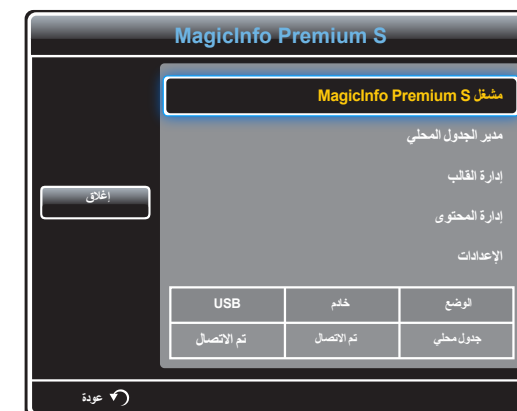 MagicInfo Premium S
مشغل MagicInfo Premium S
مدير الجدول المحلي
إدارة القالب
إدارة المحتوى
الإعدادات
إغلاق
الوضع خادم USB
جدول محلي تم الاتصال تم الاتصال
عودة